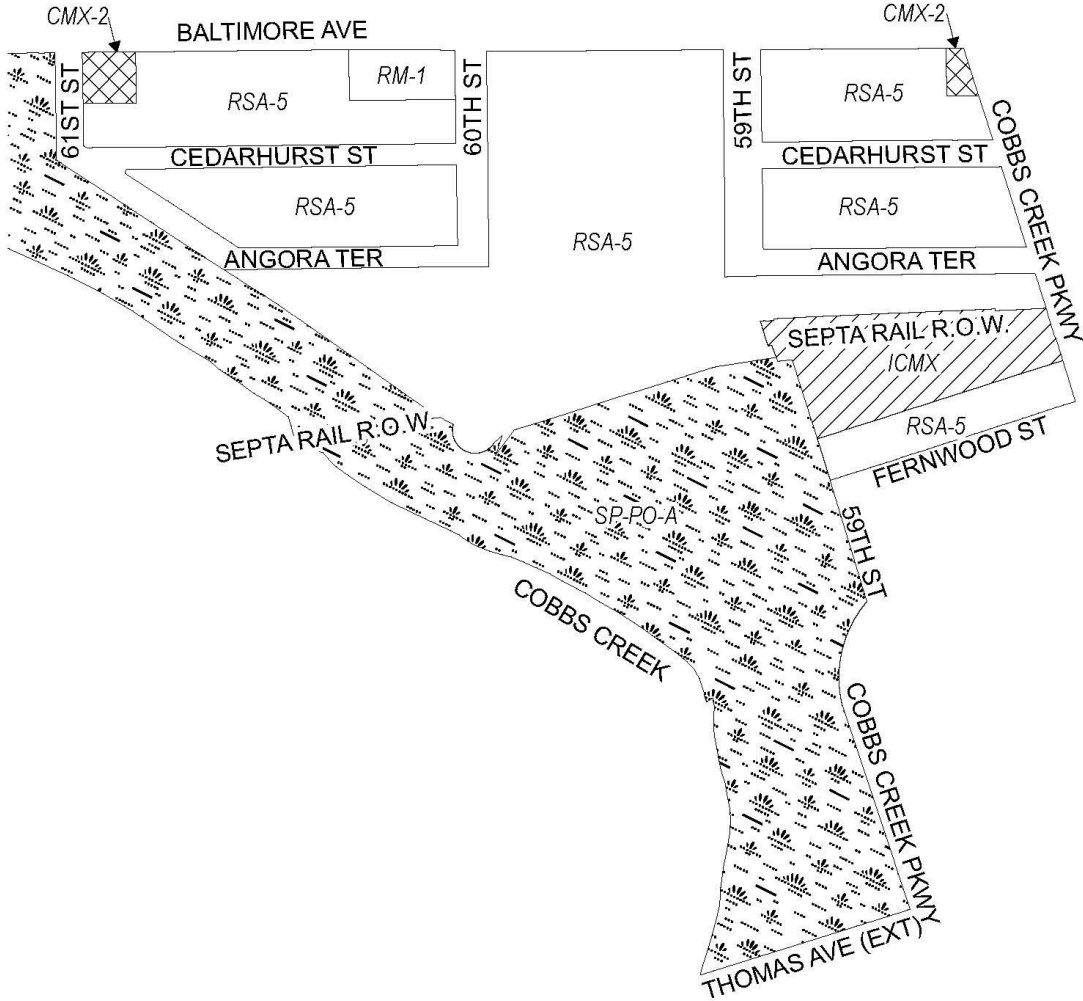 CMX-2
CMX-2
BALTIMORE AVE
61ST ST
RSA-5
RM-1
60TH ST
59TH ST
RSA-5
COBBS CREEK PKWY
CEDARHURST ST
CEDARHURST ST
RSA-5
RSA-5
RSA-5
ANGORA TER
ANGORA TER
SEPTA RAIL R.O.W.
ICMX
RSA-5
FERNWOOD ST
SEPTA RAIL R.O.W.
SP-PO-A
59TH ST
COBBS CREEK
COBBS CREEK PKWY
THOMAS AVE (EXT)